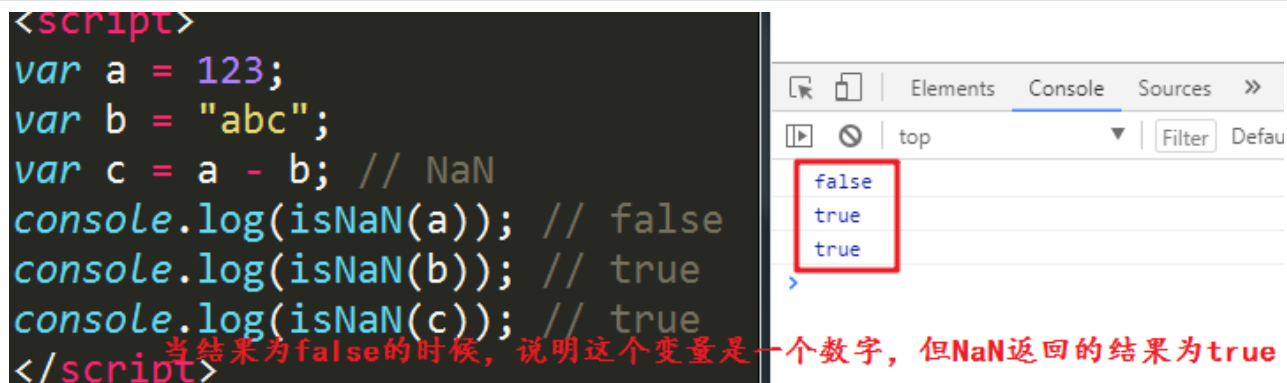 <script>
var a = 123;
var b = "abc";
var c = a - b; // NaN
console.log(isNaN(a)); // false
console.log(isNaN(b)); // true
console.log(isNaN(c)); // true
</script>
当结果为false的时候，说明这个变量是一个数字，但NaN返回的结果为true
Elements Console Sources »
top ▼ Filter Defau
false
true
true
>